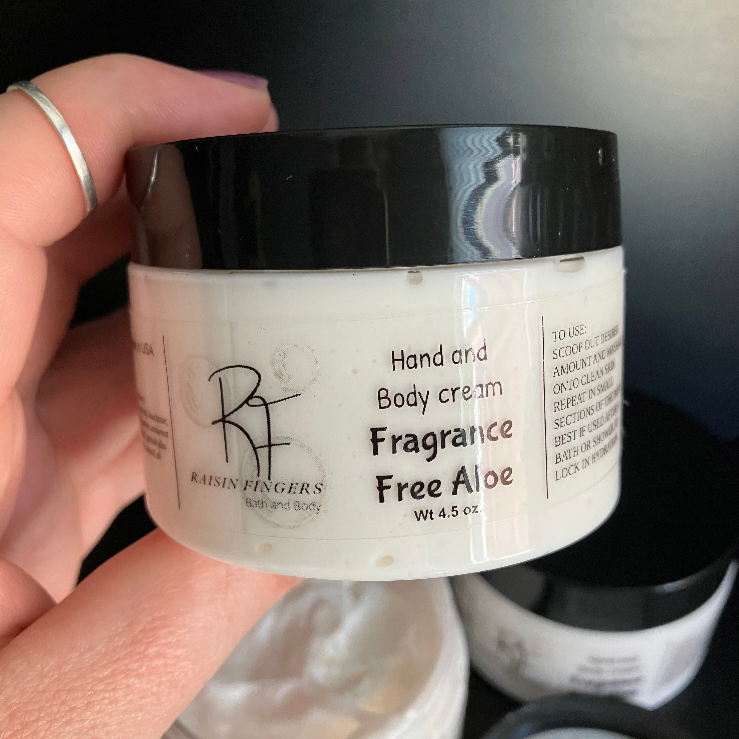 USA
RF
RAISIN FINGERS
Bath and Body
Hand and
Body cream
Fragrance
Free Aloe
Wt 4.5 oz.
TO USE:
SCOOP OUT DESIRED
AMOUNT AND
ONTO CLEAN SKIN
REPEAT IN SMALL
SECTIONS OF THE
BEST IF USED AFTER
BATH OR SHOWER
LOCK IN